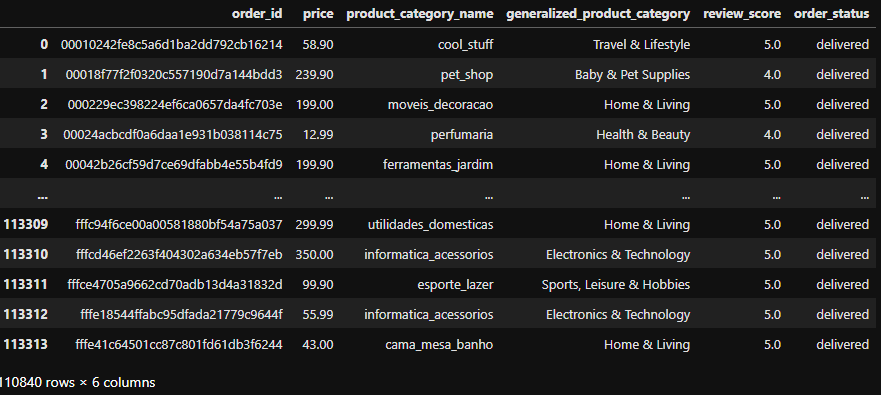 order_id price product_category_name generalized_product_category review_score order_status
0 00010242fe8c5a6d1ba2dd792cb16214 58.90 cool_stuff Travel & Lifestyle 5.0 delivered
1 00018f77f2f0320c557190d7a144bdd3 239.90 pet_shop Baby & Pet Supplies 4.0 delivered
2 000229ec398224ef6ca0657da4fc703e 199.00 moveis_decoracao Home & Living 5.0 delivered
3 00024acbcdf0a6daa1e931b038114c75 12.99 perfumaria Health & Beauty 4.0 delivered
4 00042b26cf59d7ce69dfabb4e55b4fd9 199.90 ferramentas_jardim Home & Living 5.0 delivered
... ... ... ... ... ... ...
113309 fffc94f6ce00a00581880bf54a75a037 299.99 utilidades_domesticas Home & Living 5.0 delivered
113310 fffcd46ef2263f404302a634eb57f7eb 350.00 informatica_acessorios Electronics & Technology 5.0 delivered
113311 fffce4705a9662cd70adb13d4a31832d 99.90 esporte_lazer Sports, Leisure & Hobbies 5.0 delivered
113312 fffe18544ffabc95dfada21779c9644f 55.99 informatica_acessorios Electronics & Technology 5.0 delivered
113313 fffe41c64501cc87c801fd61db3f6244 43.00 cama_mesa_banho Home & Living 5.0 delivered
110840 rows × 6 columns